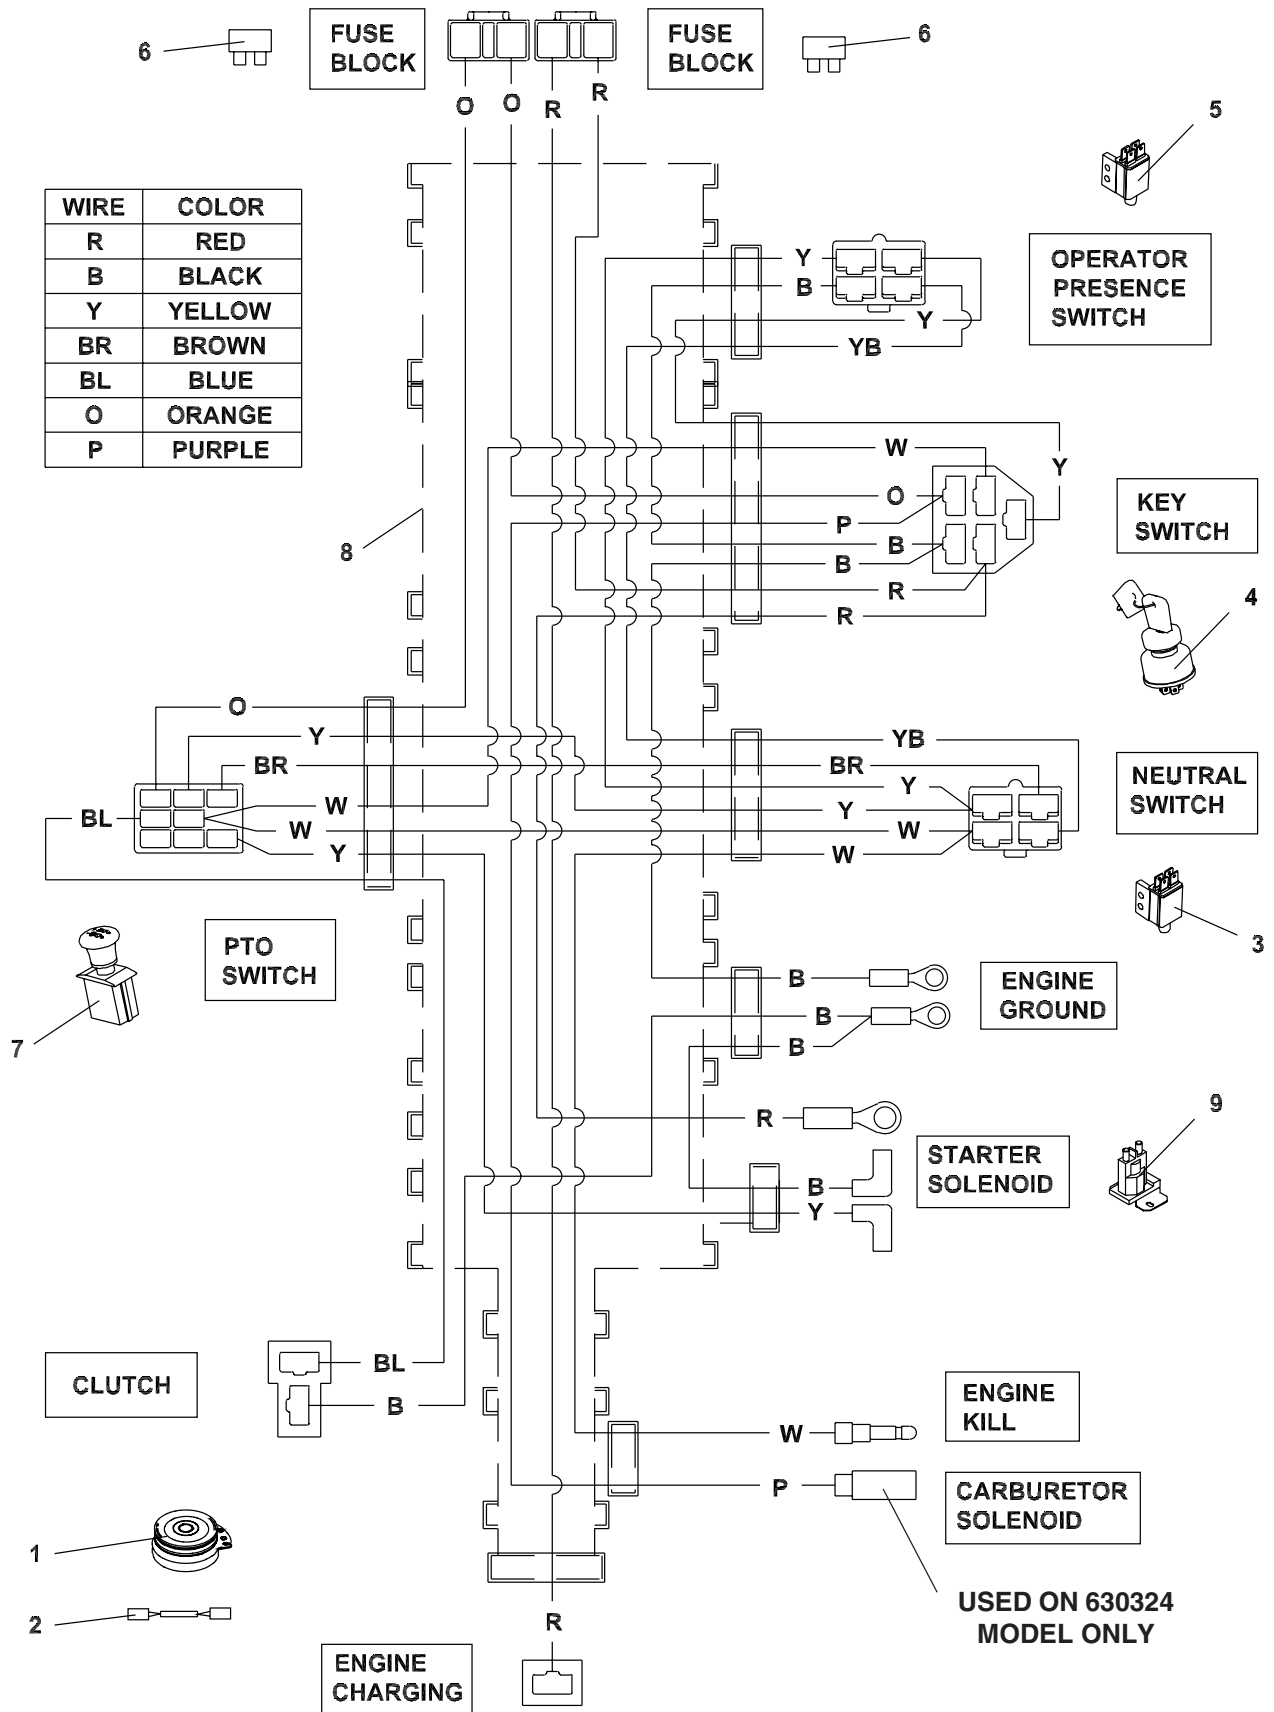 6
FUSE
BLOCK
FUSE
BLOCK
6
O
O
R
R
5
WIRE COLOR
R RED
B BLACK
Y YELLOW
BR BROWN
BL BLUE
O ORANGE
P PURPLE
Y
B
Y
YB
OPERATOR
PRESENCE
SWITCH
W
Y
O
P
B
B
R
R
KEY
SWITCH
8
4
O
Y
BR
W
BL
W
Y
YB
BR
Y
Y
W
W
NEUTRAL
SWITCH
PTO
SWITCH
3
7
B
B
B
ENGINE
GROUND
R
9
B
Y
STARTER
SOLENOID
CLUTCH
BL
B
W
ENGINE
KILL
P
CARBURETOR
SOLENOID
1
2
USED ON 630324
MODEL ONLY
R
ENGINE
CHARGING